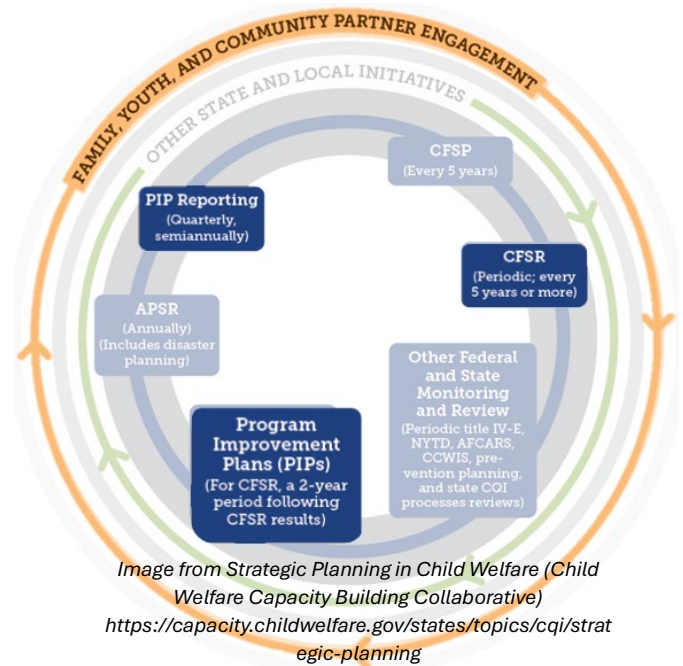 FAMILY, YOUTH, AND COMMUNITY PARTNER ENGAGEMENT
OTHER STATE AND LOCAL INITIATIVES
CFSP
(Every 5 years)
CFSR
(Periodic; every
5 years or more)
Other Federal
and State
Monitoring
and Review
(Periodic title IV-E,
NYTD, AFCARS,
CCWIS, pre-
vention planning,
and state CQI
processes reviews)
Program
Improvement
Plans (PIPs)
(For CFSR, a 2-year
period following
CFSR results)
APSR
(Annually)
(Includes disaster
planning)
PIP Reporting
(Quarterly,
semiannually)
Image from Strategic Planning in Child Welfare (Child
Welfare Capacity Building Collaborative)
https://capacity.childwelfare.gov/states/topics/cqi/strat
egic-planning